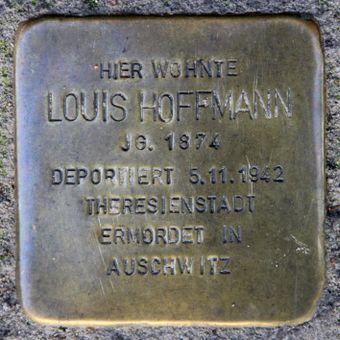 HIER WOHNTE
LOUIS HOFFMANN
JG. 1874
DEPORTIERT 5.11.1942
THERESIENSTADT
ERMORDET IN
AUSCHWITZ